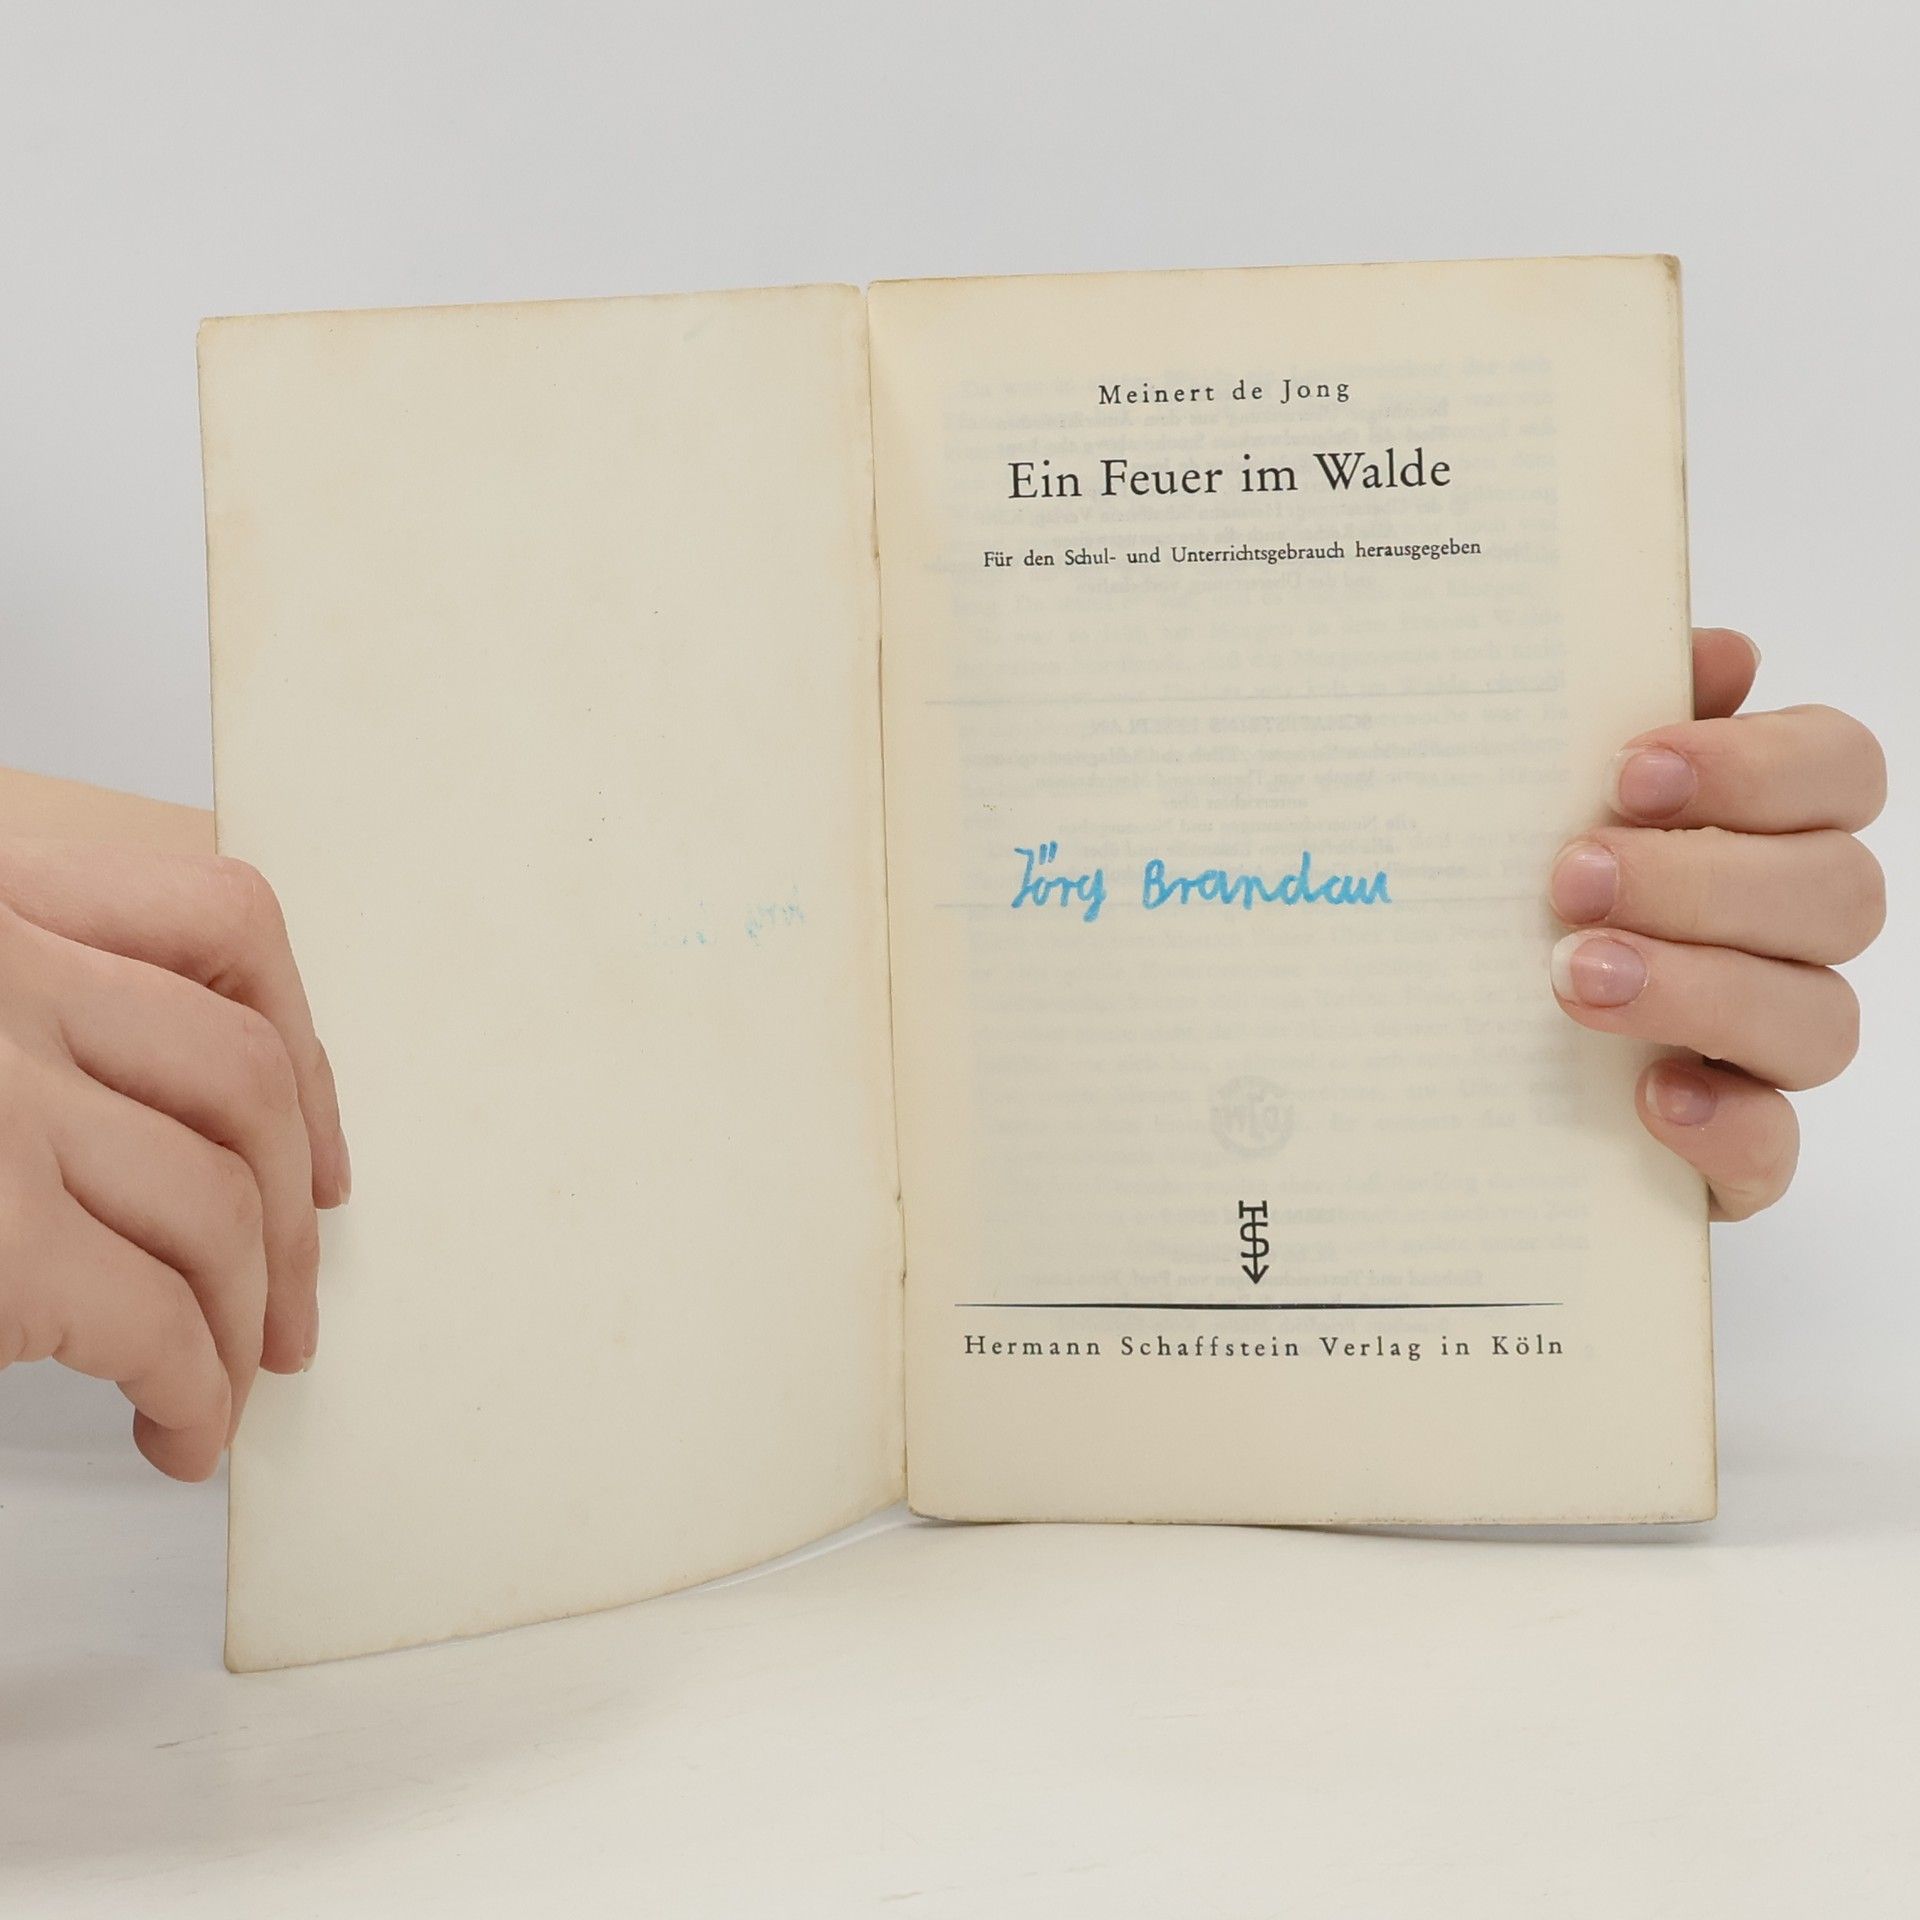 Meinert de Jong
Ein Feuer im Walde
Für den Schul- und Unterrichtsgebrauch herausgegeben
Jörg Brandau
HS
Hermann Schaffstein Verlag in Köln